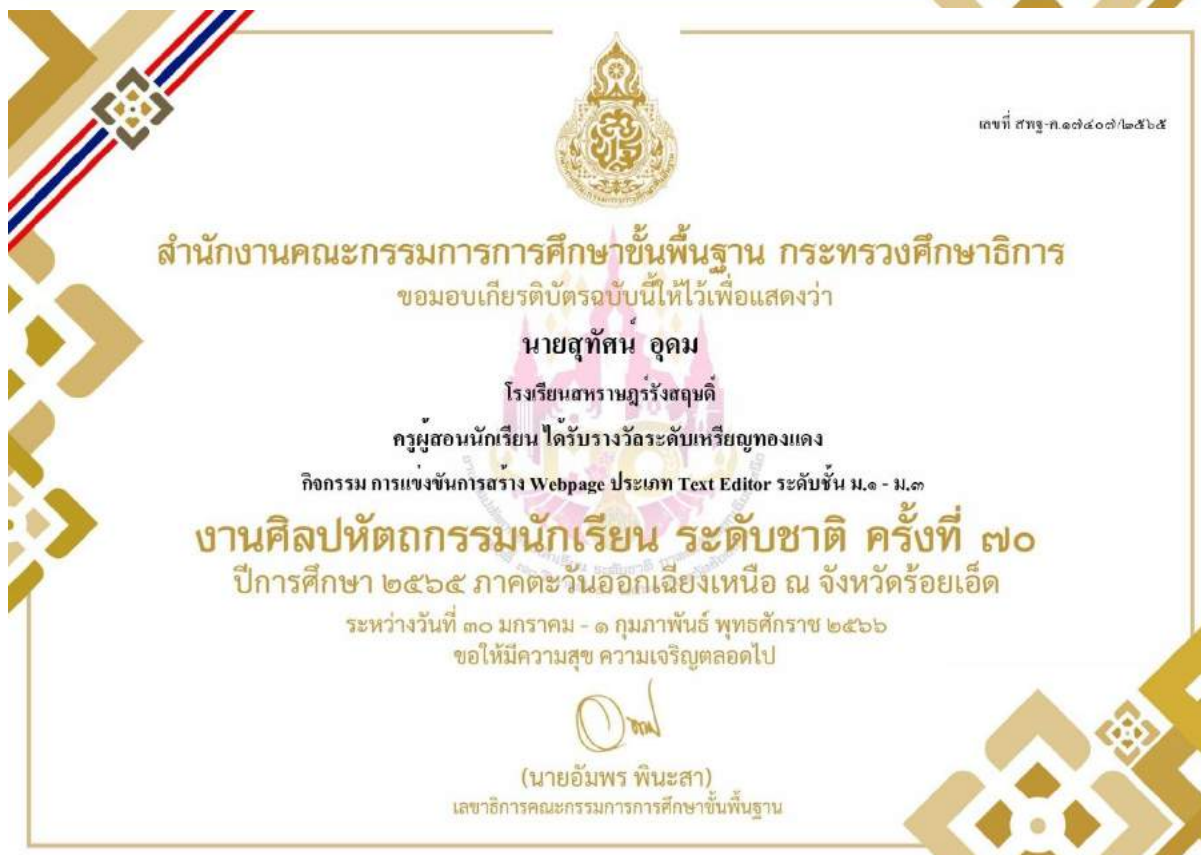 เลขที่ สพฐ-ค.๑๗๔๐๗/๒๕๖๕
สำนักงานคณะกรรมการการศึกษาขั้นพื้นฐาน กระทรวงศึกษาธิการ
ขอมอบเกียรติบัตรฉบับนี้ให้ไว้เพื่อแสดงว่า
นายสุทัศน์ อุดม
โรงเรียนสหราษฎร์รังสฤษดิ์
ครูผู้สอนนักเรียน ได้รับรางวัลระดับเหรียญทองแดง
กิจกรรม การแข่งขันการสร้าง Webpage ประเภท Text Editor ระดับชั้น ม.๑ - ม.๓
งานศิลปหัตถกรรมนักเรียน ระดับชาติ ครั้งที่ ๗๐
ปีการศึกษา ๒๕๖๕ ภาคตะวันออกเฉียงเหนือ ณ จังหวัดร้อยเอ็ด
ระหว่างวันที่ ๓๐ มกราคม - ๑ กุมภาพันธ์ พุทธศักราช ๒๕๖๖
ขอให้มีความสุข ความเจริญตลอดไป
(นายอัมพร พินะสา)
เลขาธิการคณะกรรมการการศึกษาขั้นพื้นฐาน